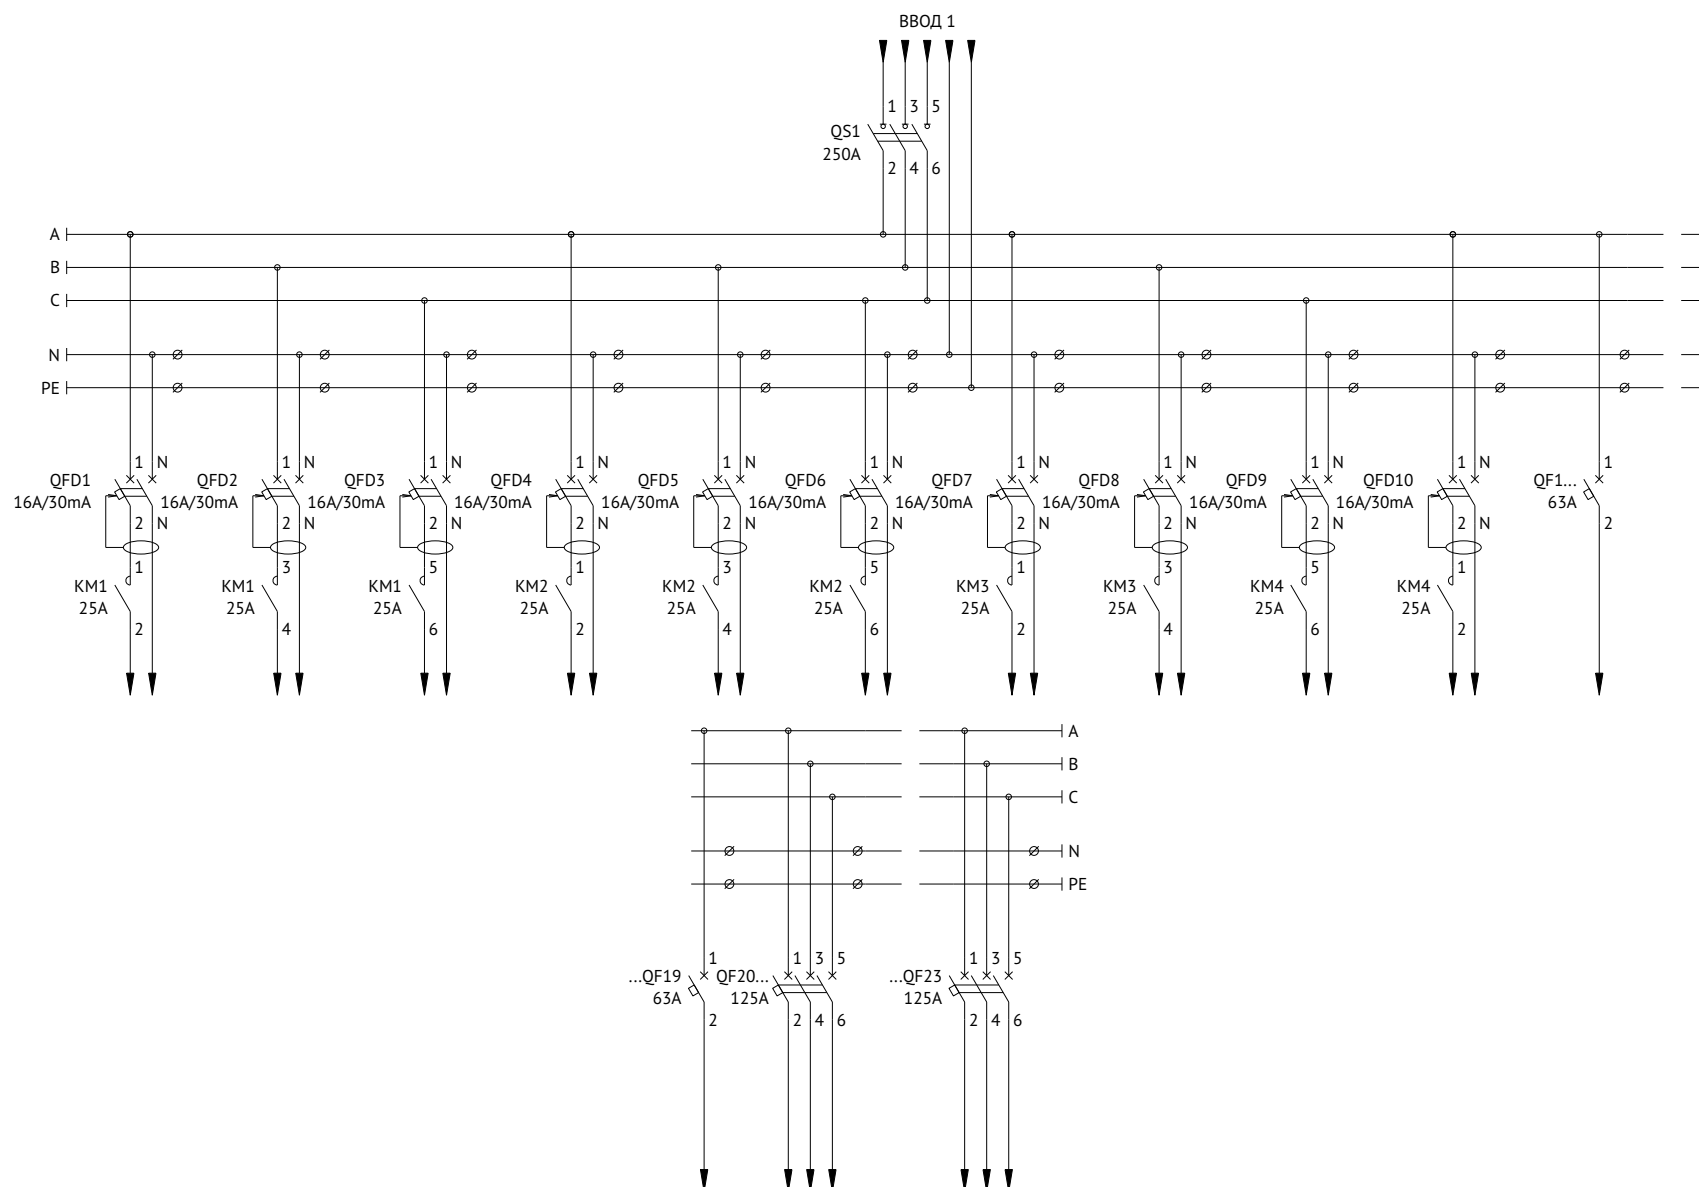 ВВОД 1
1 3 5
QS1
250A
2 4 6
A
B
C
N
PE
1 N 1 N 1 N 1 N 1 N 1 N 1 N 1 N 1 N 1 N 1
QFD1 QFD2 QFD3 QFD4 QFD5 QFD6 QFD7 QFD8 QFD9 QFD10 QF1...
16A/30mA 16A/30mA 16A/30mA 16A/30mA 16A/30mA 16A/30mA 16A/30mA 16A/30mA 16A/30mA 16A/30mA 63A
2 N 2 N 2 N 2 N 2 N 2 N 2 N 2 N 2 N 2 N 2
1 3 5 1 3 5 1 3 5 1
KM1 KM1 KM1 KM2 KM2 KM2 KM3 KM3 KM4 KM4
25A 25A 25A 25A 25A 25A 25A 25A 25A 25A
2 4 6 2 4 6 2 4 6 2
A
B
C
N
PE
1 1 3 5 1 3 5
...QF19 QF20... ...QF23
63A 125A 125A
2 2 4 6 2 4 6